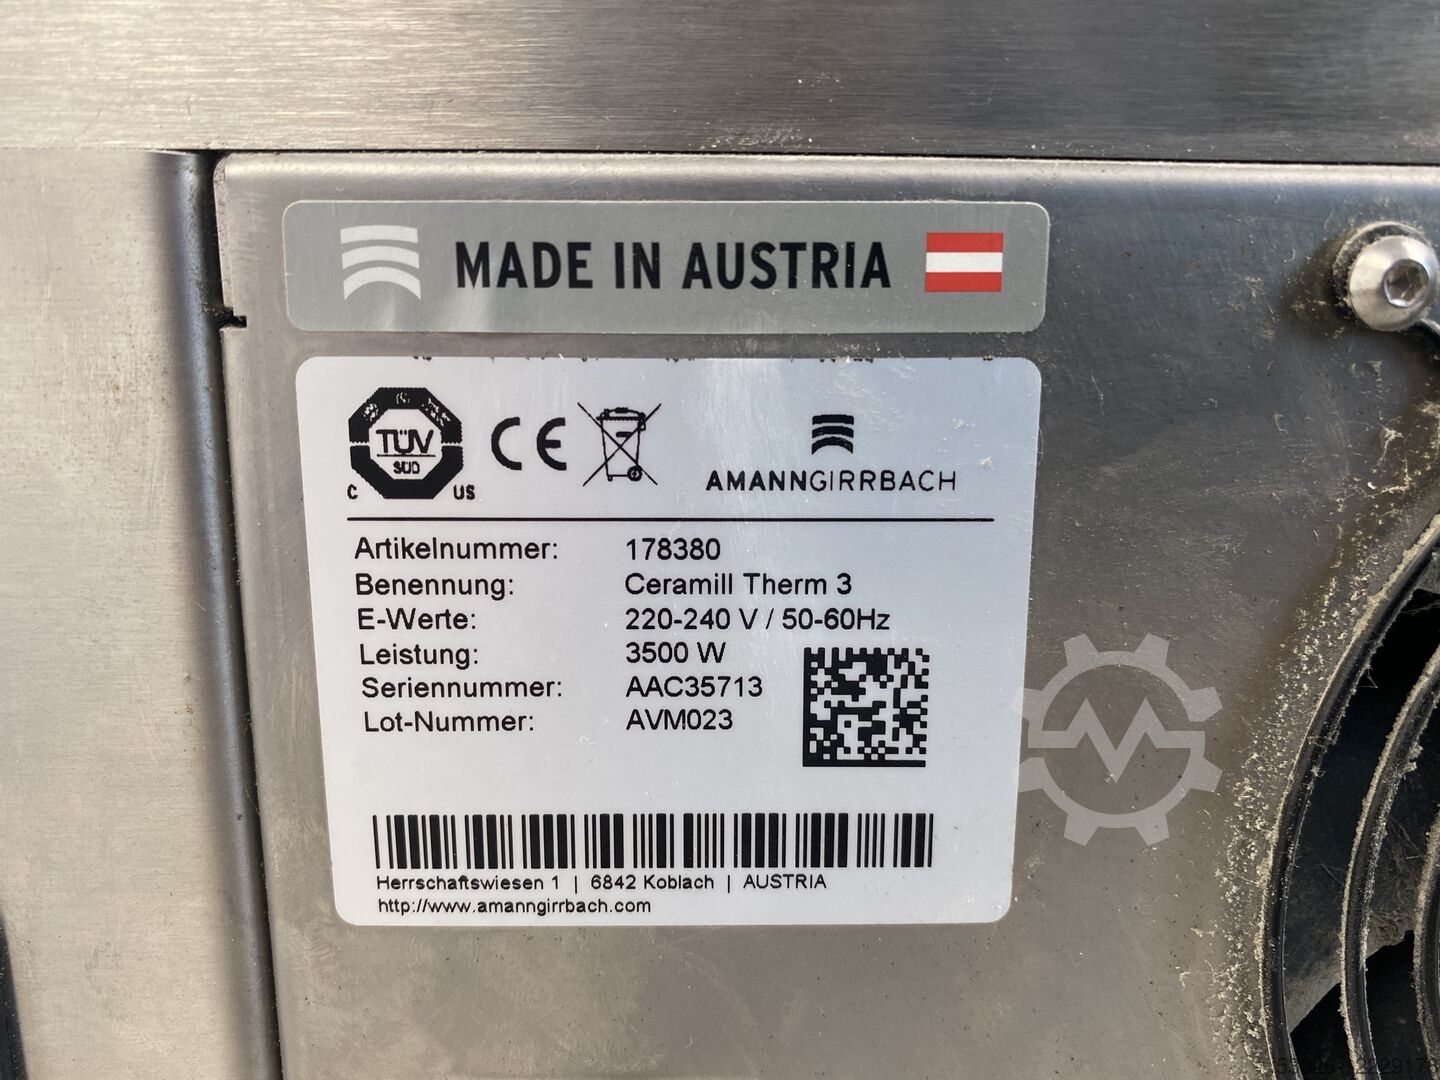 MADE IN AUSTRIA
TÜV
SÜD
C US
CE
AMANNGIRRBACH
Artikelnummer: 178380
Benennung: Ceramill Therm 3
E-Werte: 220-240 V / 50-60Hz
Leistung: 3500 W
Seriennummer: AAC35713
Lot-Nummer: AVM023
Herrschaftswiesen 1 | 6842 Koblach | AUSTRIA
http://www.amanngirrbach.com